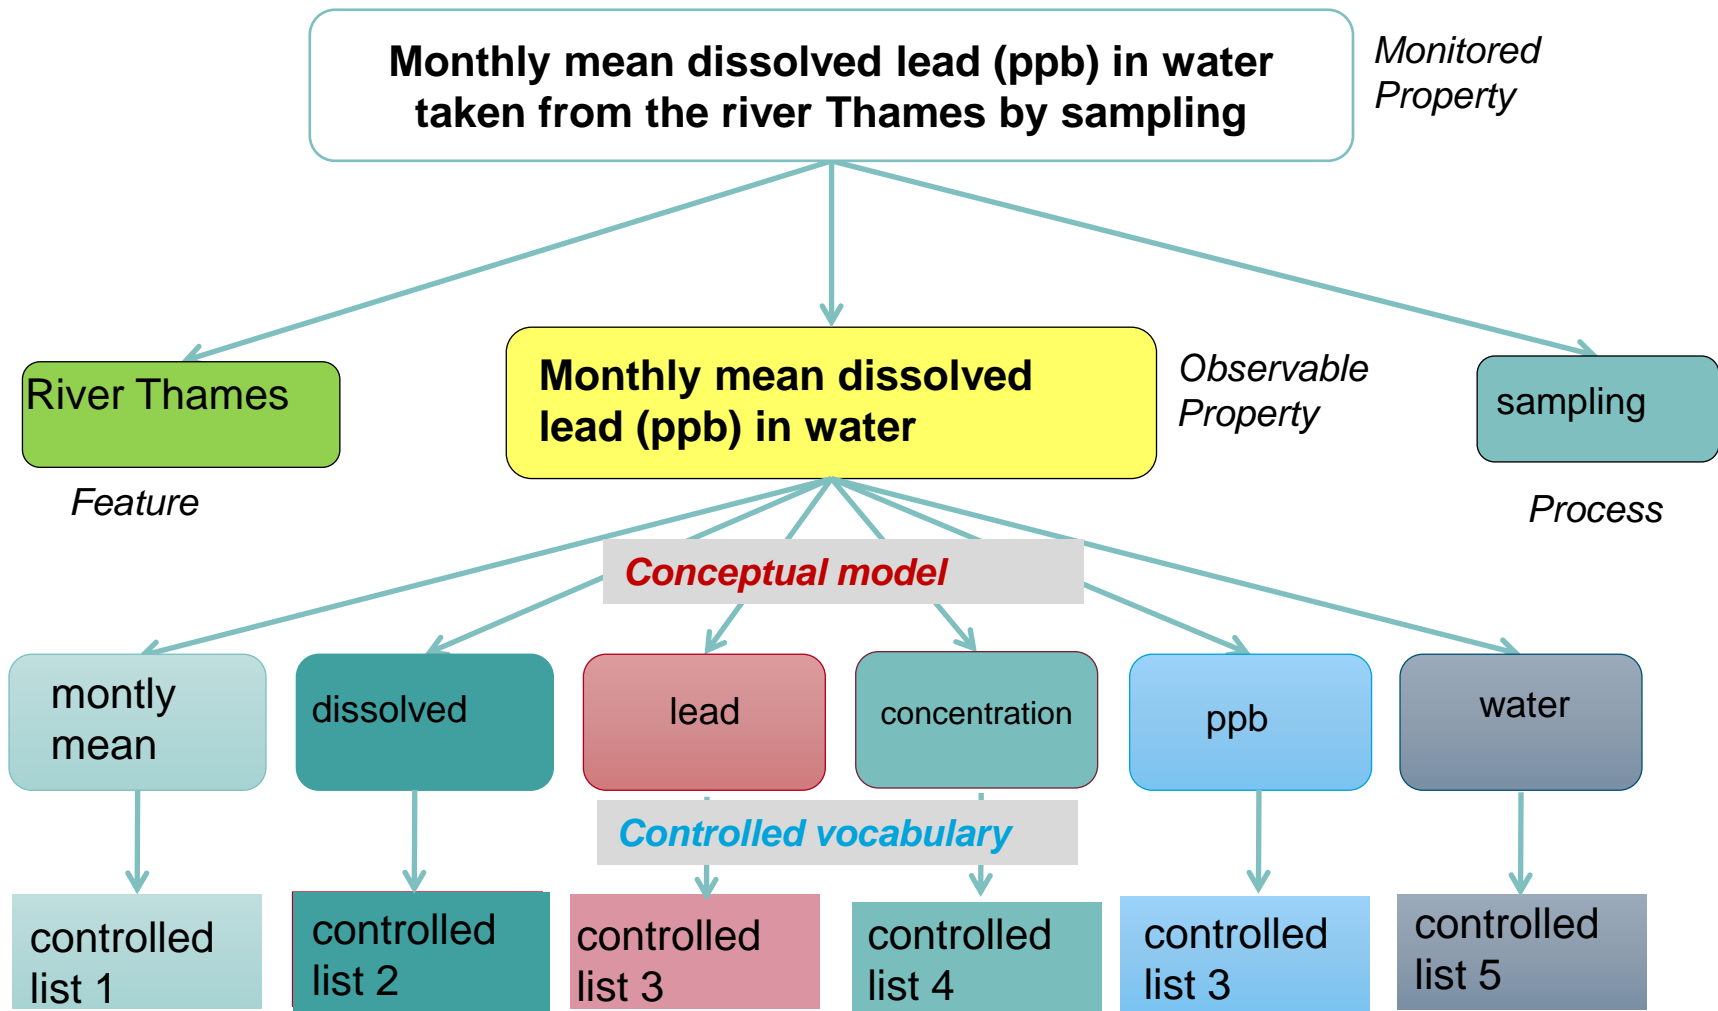 Monthly mean dissolved lead (ppb) in water
taken from the river Thames by sampling
Monitored
Property
River Thames
Feature
Monthly mean dissolved
lead (ppb) in water
Observable
Property
sampling
Process
Conceptual model
montly
mean
dissolved
lead
concentration
ppb
water
Controlled vocabulary
controlled
list 1
controlled
list 2
controlled
list 3
controlled
list 4
controlled
list 3
controlled
list 5